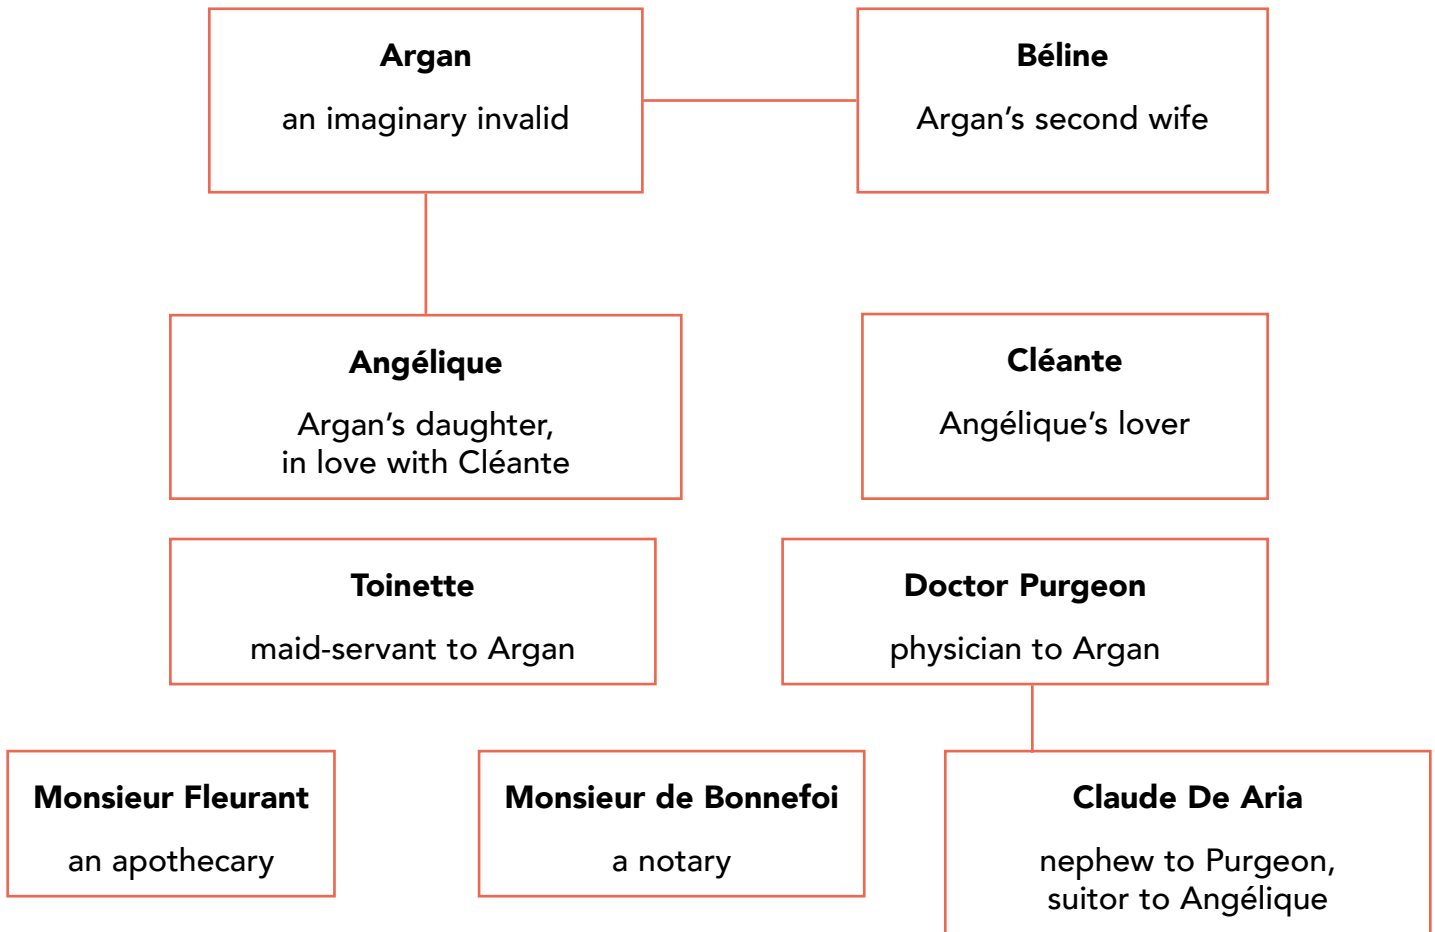 Argan
an imaginary invalid
Béline
Argan’s second wife
Angélique
Argan’s daughter,
in love with Cléante
Cléante
Angélique’s lover
Toinette
maid-servant to Argan
Doctor Purgeon
physician to Argan
Monsieur Fleurant
an apothecary
Monsieur de Bonnefoi
a notary
Claude De Aria
nephew to Purgeon,
suitor to Angélique